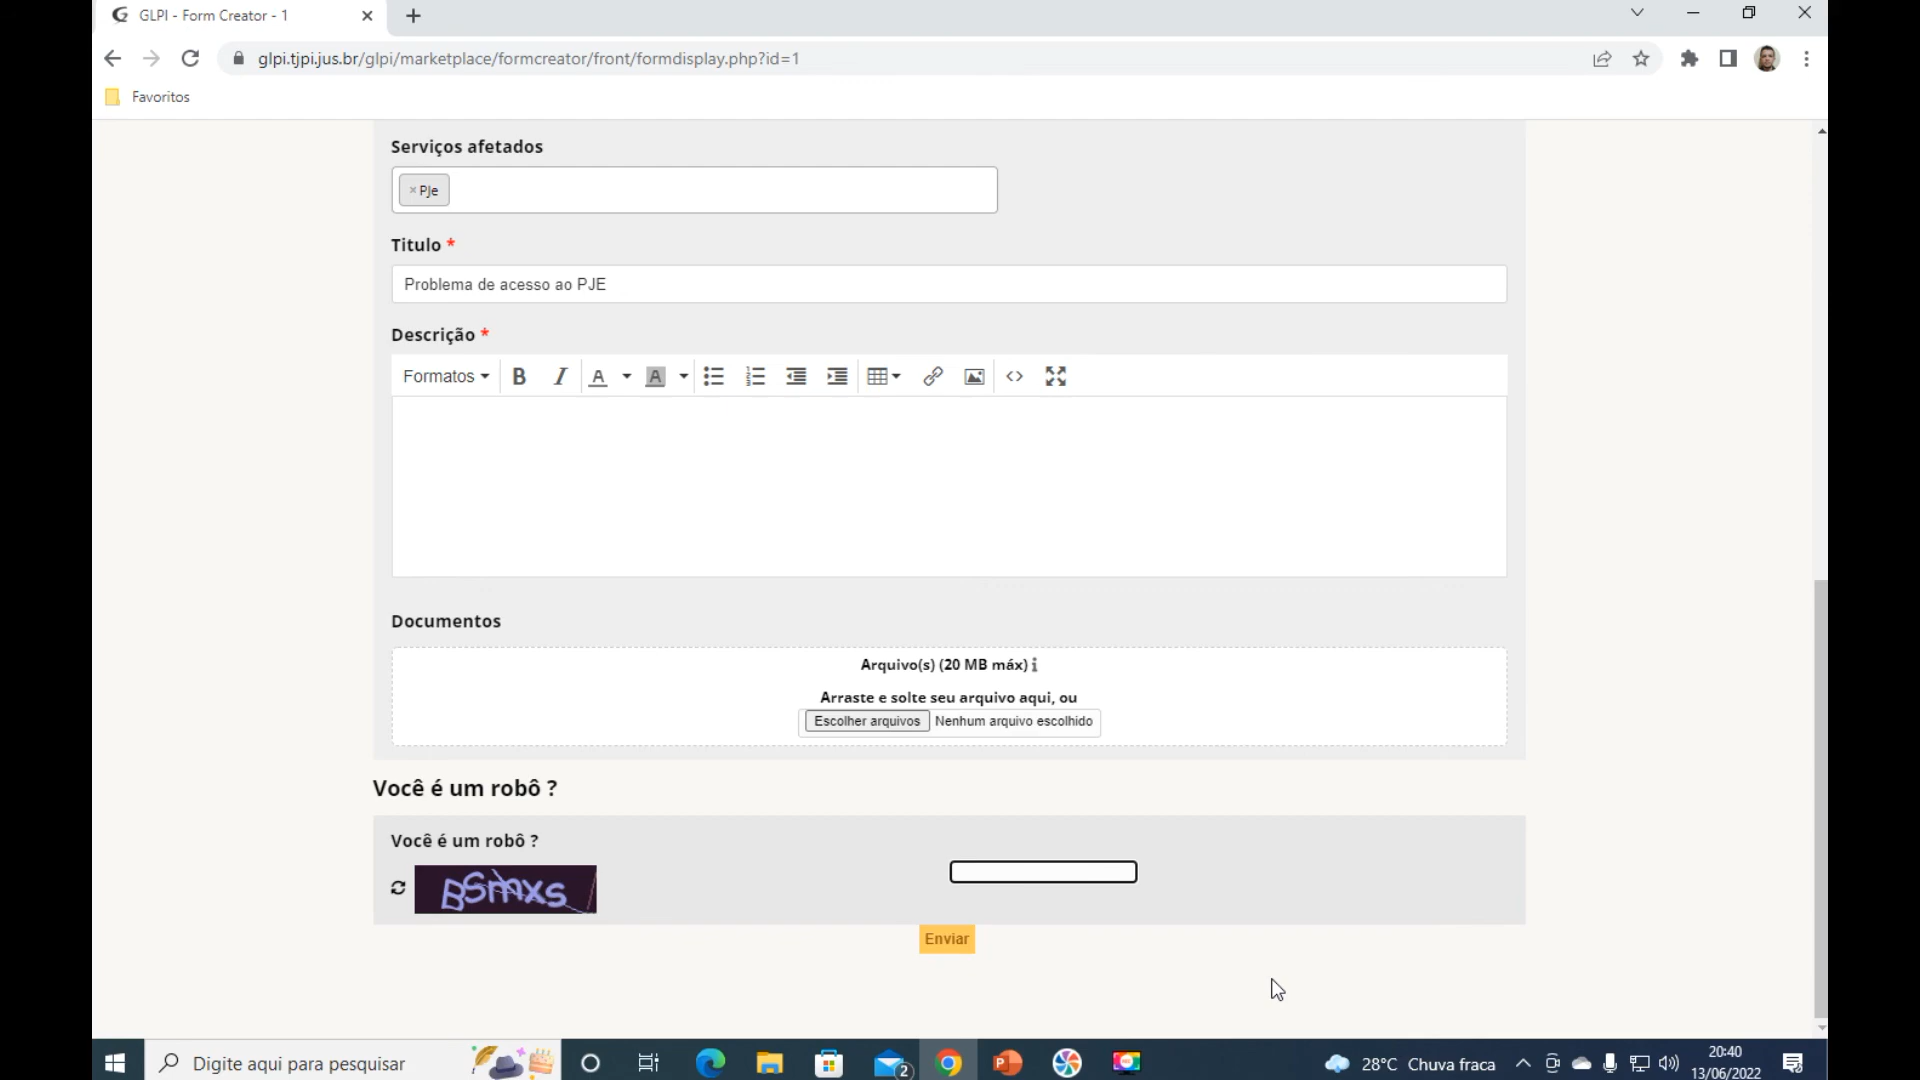 GLPI - Form Creator - 1
glpi.tjpi.jus.br/glpi/marketplace/formcreator/front/formdisplay.php?id=1
Favoritos
Serviços afetados
× PJe
Titulo *
Problema de acesso ao PJE
Descrição *
Formatos
Documentos
Arquivo(s) (20 MB máx)
Arraste e solte seu arquivo aqui, ou
Escolher arquivos Nenhum arquivo escolhido
Você é um robô ?
Você é um robô ?
Enviar
Digite aqui para pesquisar
2
28°C Chuva fraca
20:40
13/06/2022